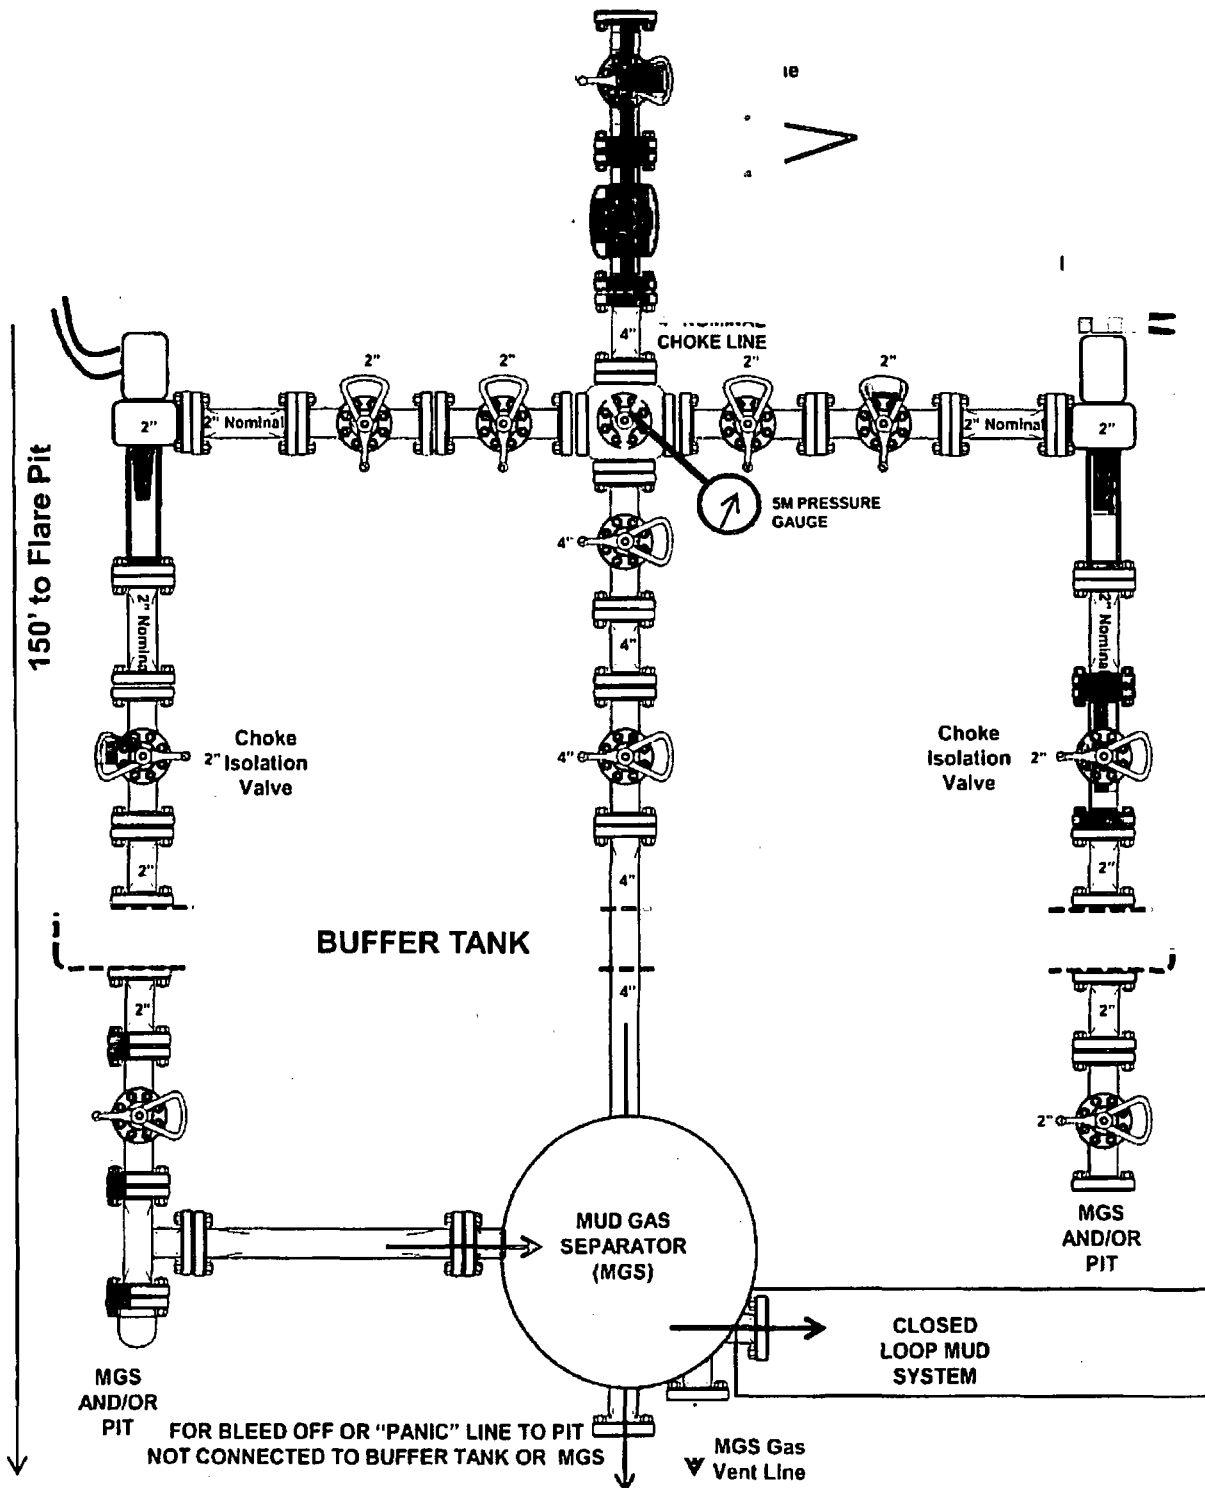 4"
4" NOMINAL
CHOKE LINE
2"
2"
2"
2"
2"
2" Nominal
2" Nominal
2"
5M PRESSURE
GAUGE
150' to Flare Pit
4"
2" Nominal
4"
2" Nominal
Choke
2" Isolation
Valve
4"
Choke
Isolation
Valve
2"
2"
4"
2"
BUFFER TANK
2"
4"
2"
2"
MUD GAS
SEPARATOR
(MGS)
MGS
AND/OR
PIT
CLOSED
LOOP MUD
SYSTEM
MGS
AND/OR
PIT
FOR BLEED OFF OR "PANIC" LINE TO PIT
NOT CONNECTED TO BUFFER TANK OR MGS
MGS Gas
Vent Line